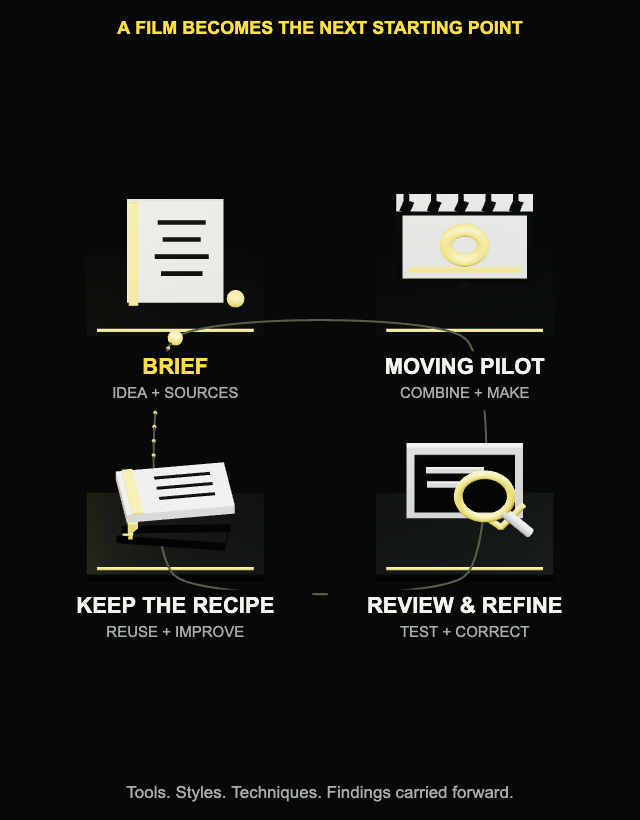 A FILM BECOMES THE NEXT STARTING POINT
BRIEF
IDEA + SOURCES
MOVING PILOT
COMBINE + MAKE
KEEP THE RECIPE
REUSE + IMPROVE
REVIEW & REFINE
TEST + CORRECT
Tools. Styles. Techniques. Findings carried forward.